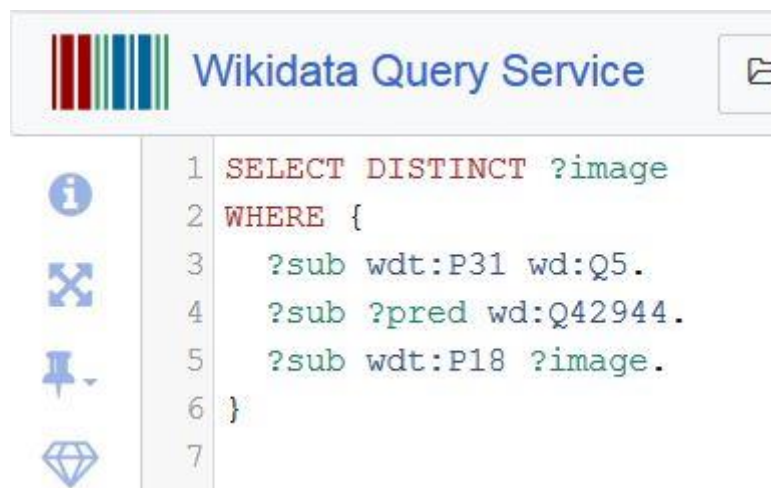 Wikidata Query Service
1 SELECT DISTINCT ?image
2 WHERE {
3 ?sub wdt:P31 wd:Q5.
4 ?sub ?pred wd:Q42944.
5 ?sub wdt:P18 ?image.
6 }
7